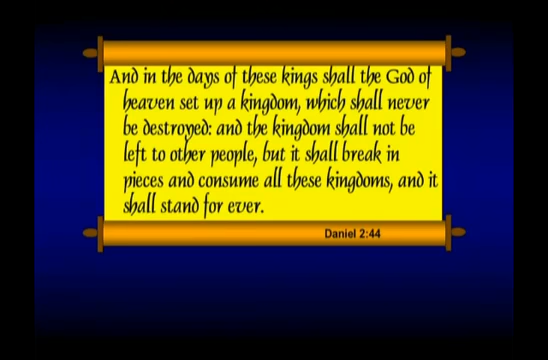 And in the days of these kings shall the God of
heaven set up a kingdom, which shall never
be destroyed: and the kingdom shall not be
left to other people, but it shall break in
pieces and consume all these kingdoms, and it
shall stand for ever.
Daniel 2:44